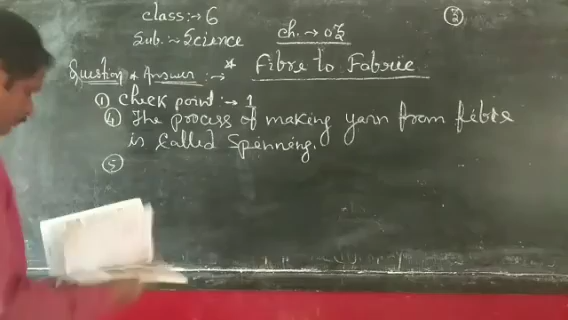 class:→ 6
Sub:→ Science
ch.→ 03
②
Question & Answer :→ * Fibre to Fabric
① Check point :→ 1
④ The process of making yarn from fibre
is Called Spinning.
⑤